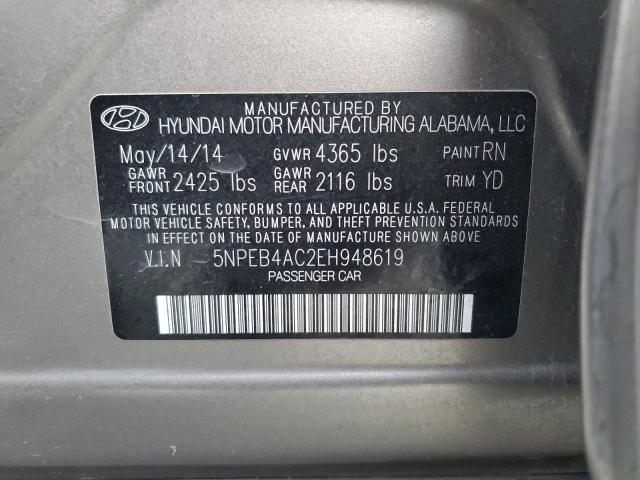 MANUFACTURED BY
HYUNDAI MOTOR MANUFACTURING ALABAMA, LLC
May/14/14 GVWR 4365 lbs PAINT RN
GAWR FRONT 2425 lbs GAWR REAR 2116 lbs TRIM YD
THIS VEHICLE CONFORMS TO ALL APPLICABLE U.S.A. FEDERAL
MOTOR VEHICLE SAFETY, BUMPER, AND THEFT PREVENTION
STANDARDS IN EFFECT ON THE DATE OF MANUFACTURE SHOWN ABOVE.
V.I.N 5NPEB4AC2EH948619
PASSENGER CAR